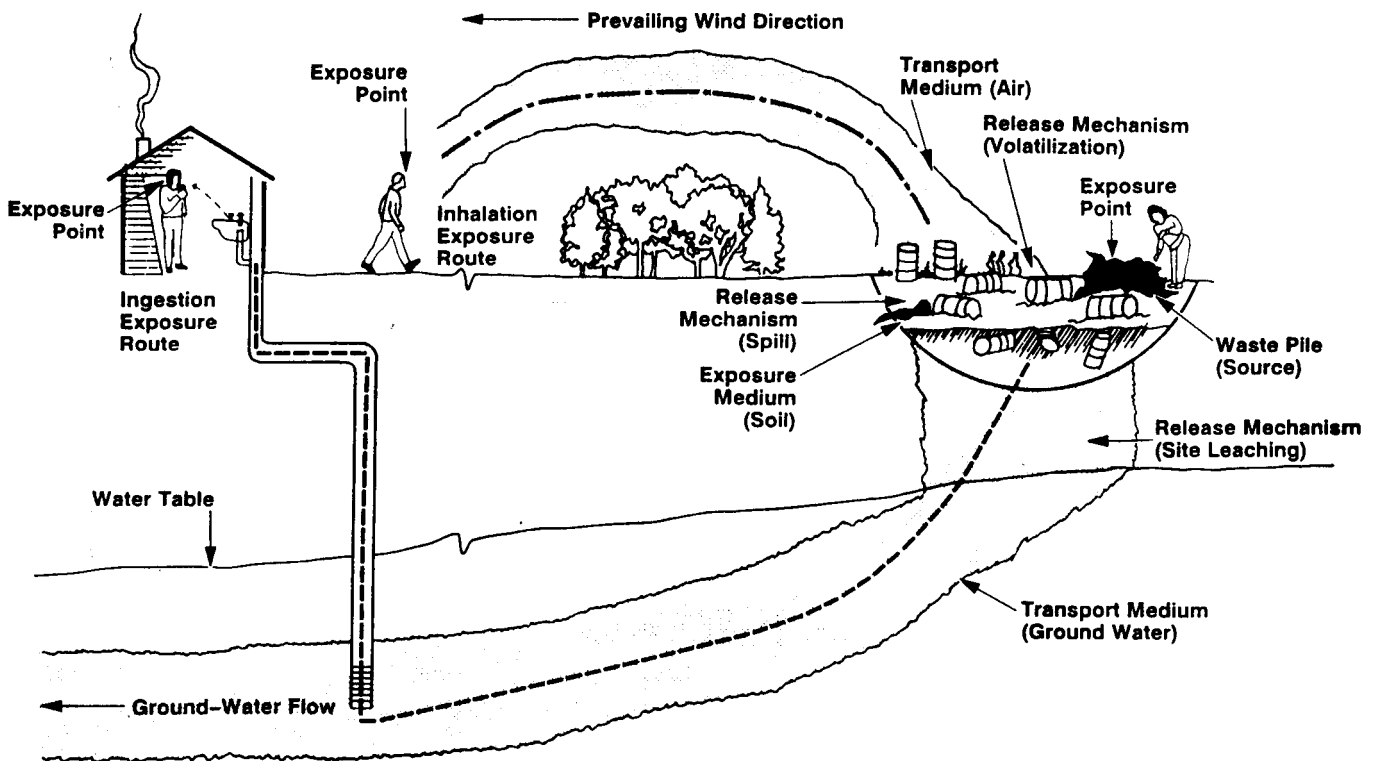 Prevailing Wind Direction
Exposure
Point
Transport
Medium (Air)
Release Mechanism
(Volatilization)
Exposure
Point
Exposure
Point
Inhalation
Exposure
Route
Ingestion
Exposure
Route
Release
Mechanism
(Spill)
Exposure
Medium
(Soil)
Waste Pile
(Source)
Release Mechanism
(Site Leaching)
Water Table
Transport Medium
(Ground Water)
Ground-Water Flow